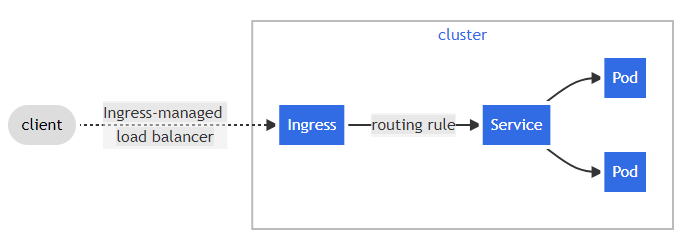 cluster
client
Ingress-managed
load balancer
Ingress
routing rule
Service
Pod
Pod